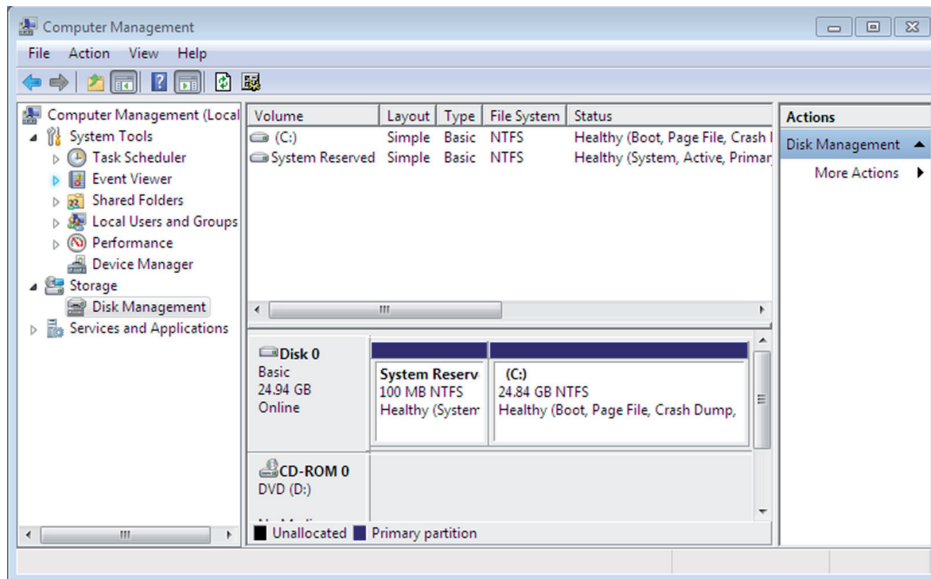 Computer Management
File Action View Help
Computer Management (Local
System Tools
Task Scheduler
Event Viewer
Shared Folders
Local Users and Groups
Performance
Device Manager
Storage
Disk Management
Services and Applications
Volume Layout Type File System Status
(C:) Simple Basic NTFS Healthy (Boot, Page File, Crash
System Reserved Simple Basic NTFS Healthy (System, Active, Primar
Disk 0
Basic
24.94 GB
Online
System Reserv
100 MB NTFS
Healthy (System
(C:)
24.84 GB NTFS
Healthy (Boot, Page File, Crash Dump,
CD-ROM 0
DVD (D:)
Unallocated Primary partition
Actions
Disk Management
More Actions